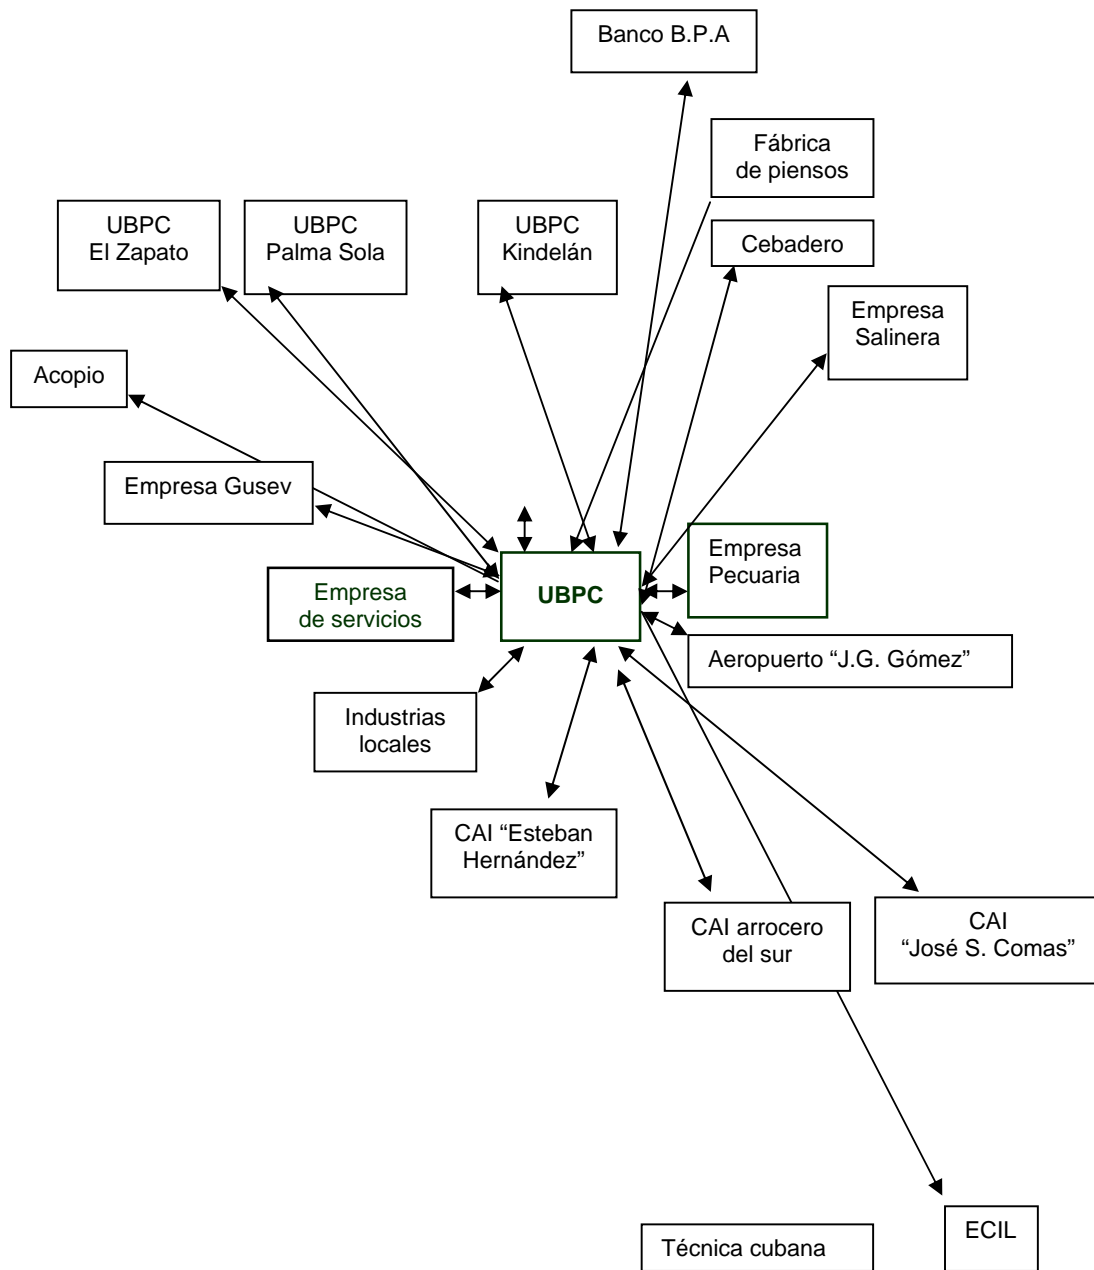 Banco B.P.A
Fábrica
de piensos
UBPC
El Zapato
UBPC
Palma Sola
UBPC
Kindelán
Cebadero
Empresa
Salinera
Acopio
Empresa Gusev
Empresa
de servicios
UBPC
Empresa
Pecuaria
Aeropuerto “J.G. Gómez”
Industrias
locales
CAI “Esteban
Hernández”
CAI arrocero
del sur
CAI
“José S. Comas”
Técnica cubana
ECIL